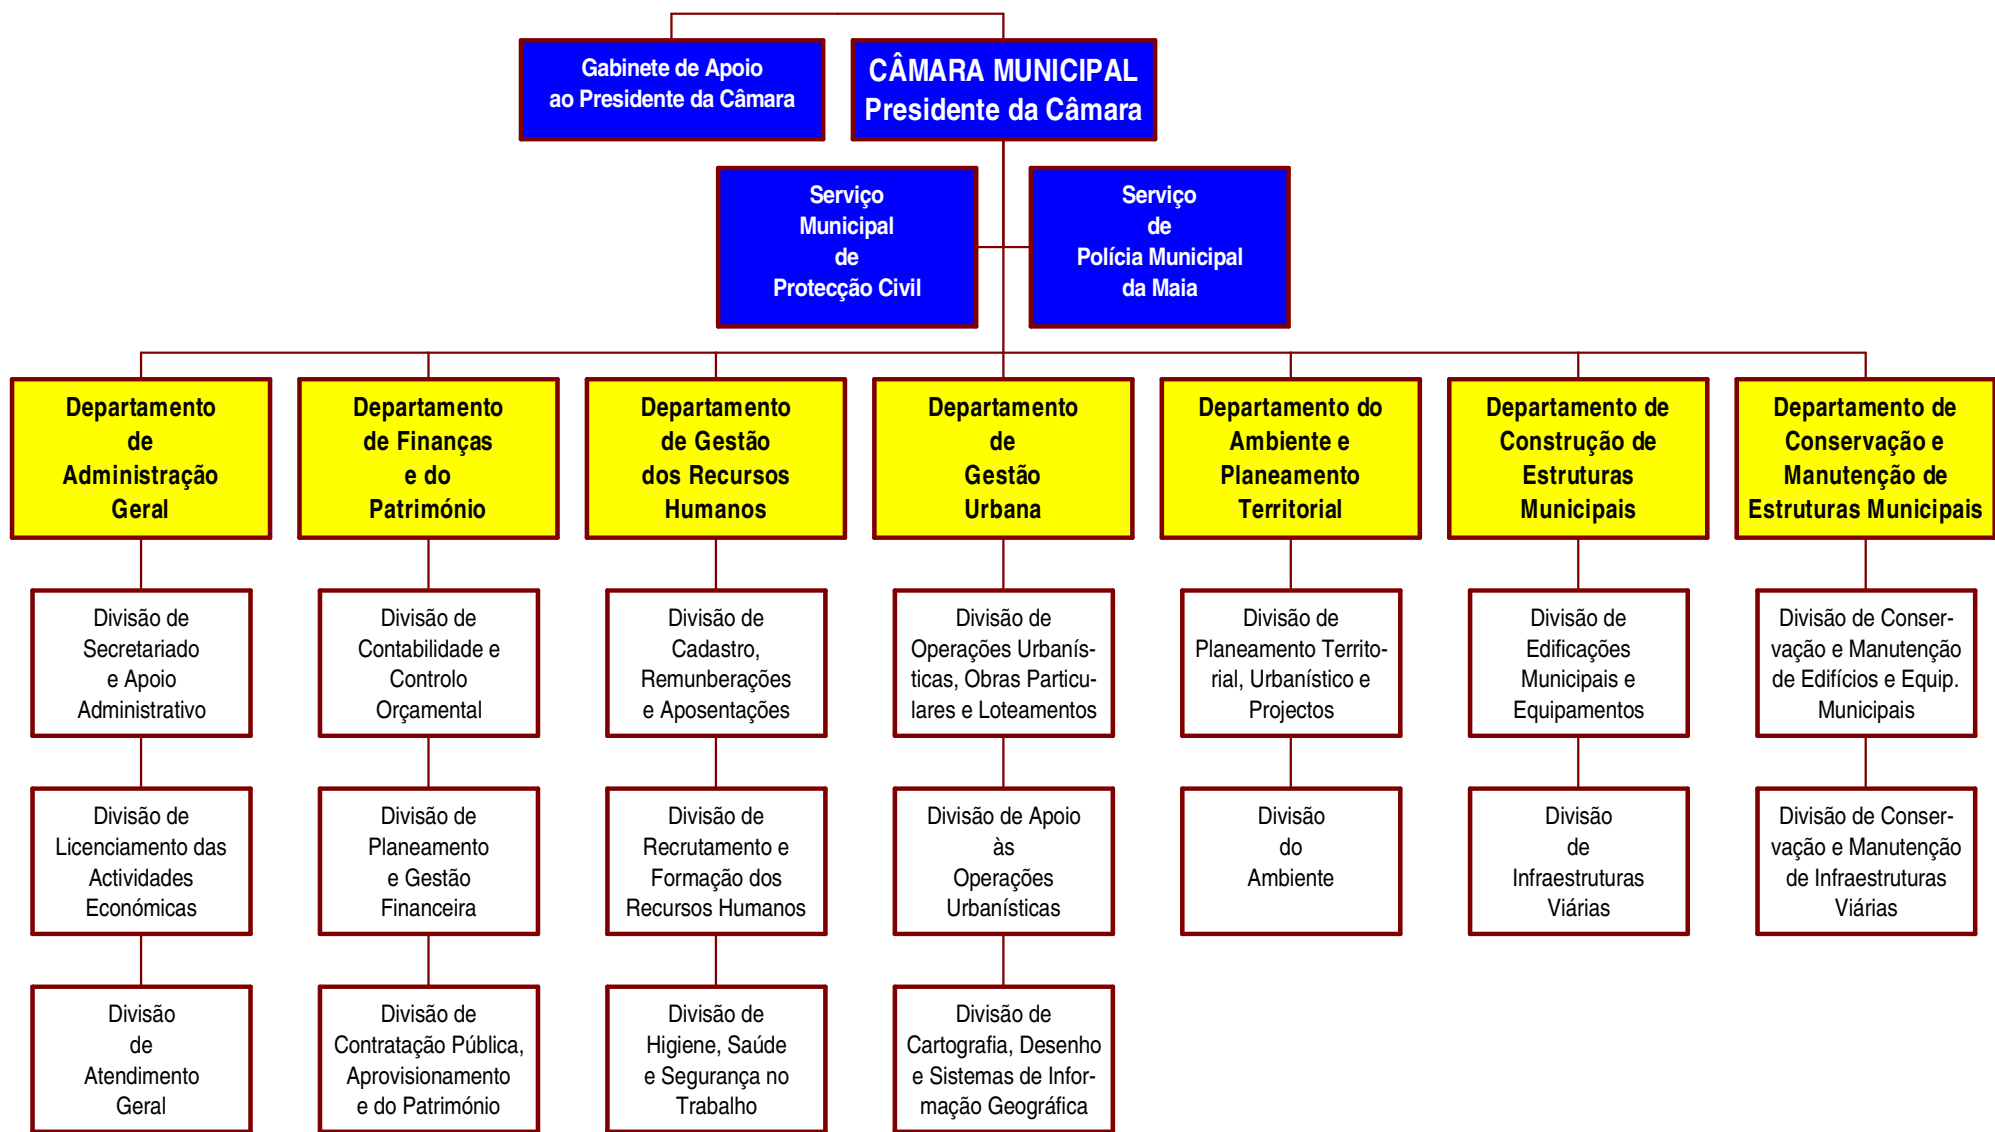 Gabinete de Apoio
ao Presidente da Câmara
CÂMARA MUNICIPAL
Presidente da Câmara
Serviço
Municipal
de
Protecção Civil
Serviço
de
Polícia Municipal
da Maia
Departamento
de
Administração
Geral
Departamento
de Finanças
e do
Património
Departamento
de Gestão
dos Recursos
Humanos
Departamento
de
Gestão
Urbana
Departamento do
Ambiente e
Planeamento
Territorial
Departamento de
Construção de
Estruturas
Municipais
Departamento de
Conservação e
Manutenção de
Estruturas Municipais
Divisão de
Secretariado
e Apoio
Administrativo
Divisão de
Contabilidade e
Controlo
Orçamental
Divisão de
Cadastro,
Remunberações
e Aposentações
Divisão de
Operações Urbanís-
ticas, Obras Particu-
lares e Loteamentos
Divisão de
Planeamento Territo-
rial, Urbanístico e
Projectos
Divisão de
Edificações
Municipais e
Equipamentos
Divisão de Conser-
vação e Manutenção
de Edifícios e Equip.
Municipais
Divisão de
Licenciamento das
Actividades
Económicas
Divisão de
Planeamento
e Gestão
Financeira
Divisão de
Recrutamento e
Formação dos
Recursos Humanos
Divisão de Apoio
às
Operações
Urbanísticas
Divisão
do
Ambiente
Divisão
de
Infraestruturas
Viárias
Divisão de Conser-
vação e Manutenção
de Infraestruturas
Viárias
Divisão
de
Atendimento
Geral
Divisão de
Contratação Pública,
Aprovisionamento
e do Património
Divisão de
Higiene, Saúde
e Segurança no
Trabalho
Divisão de
Cartografia, Desenho
e Sistemas de Infor-
mação Geográfica